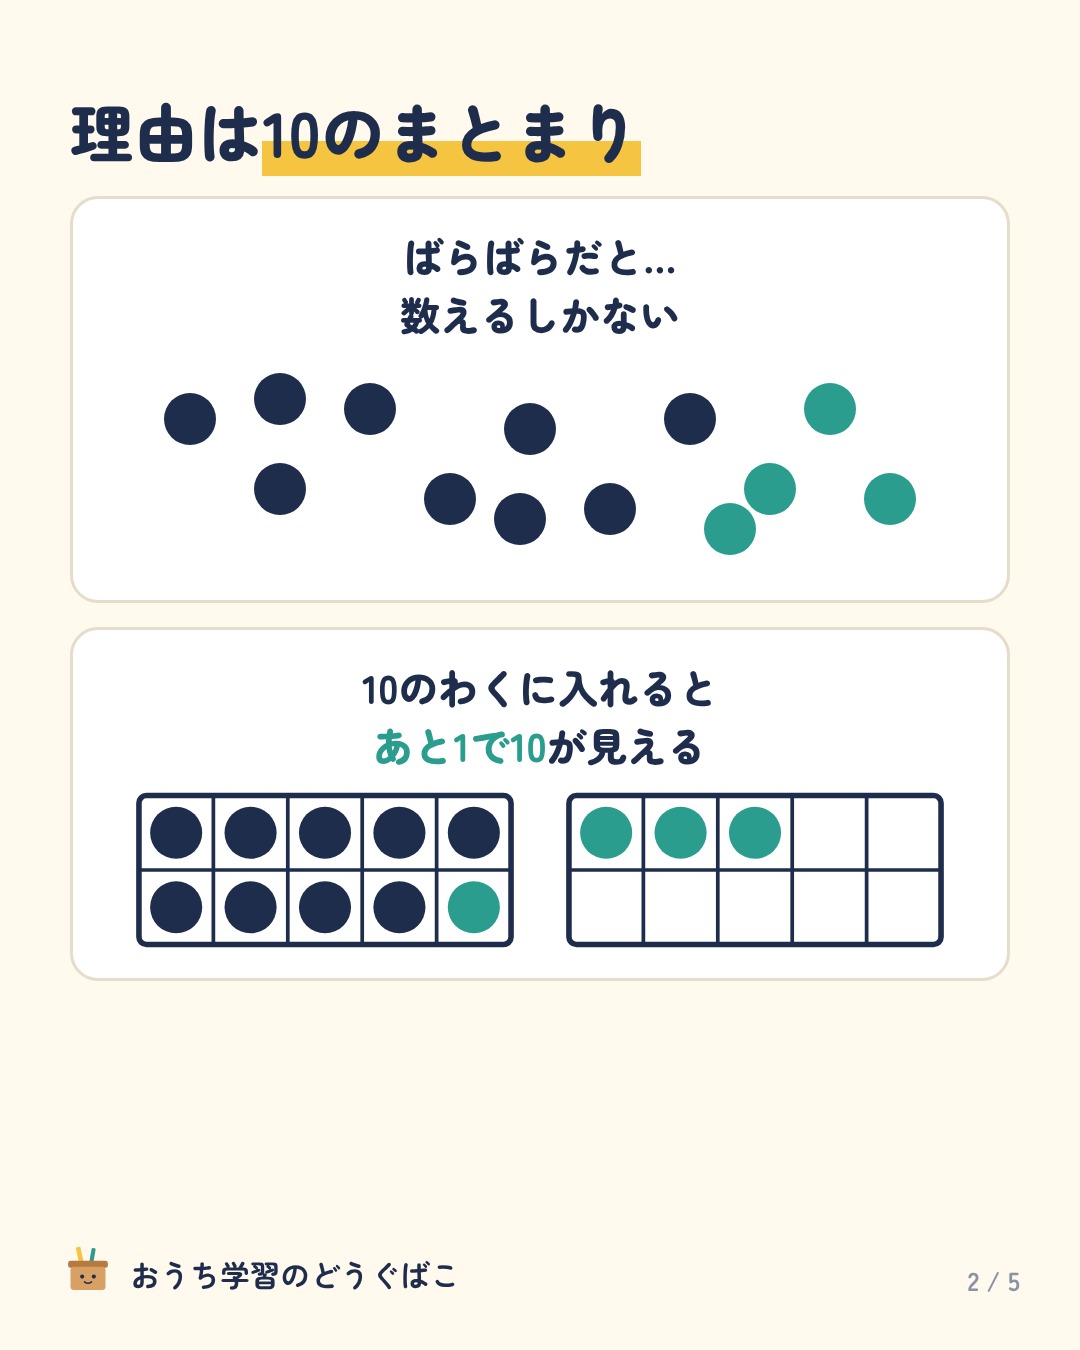 理由は10のまとまり
ばらばらだと…
数えるしかない
10のわくに入れると
あと1で10が見える
おうち学習のどうぐばこ
2 / 5